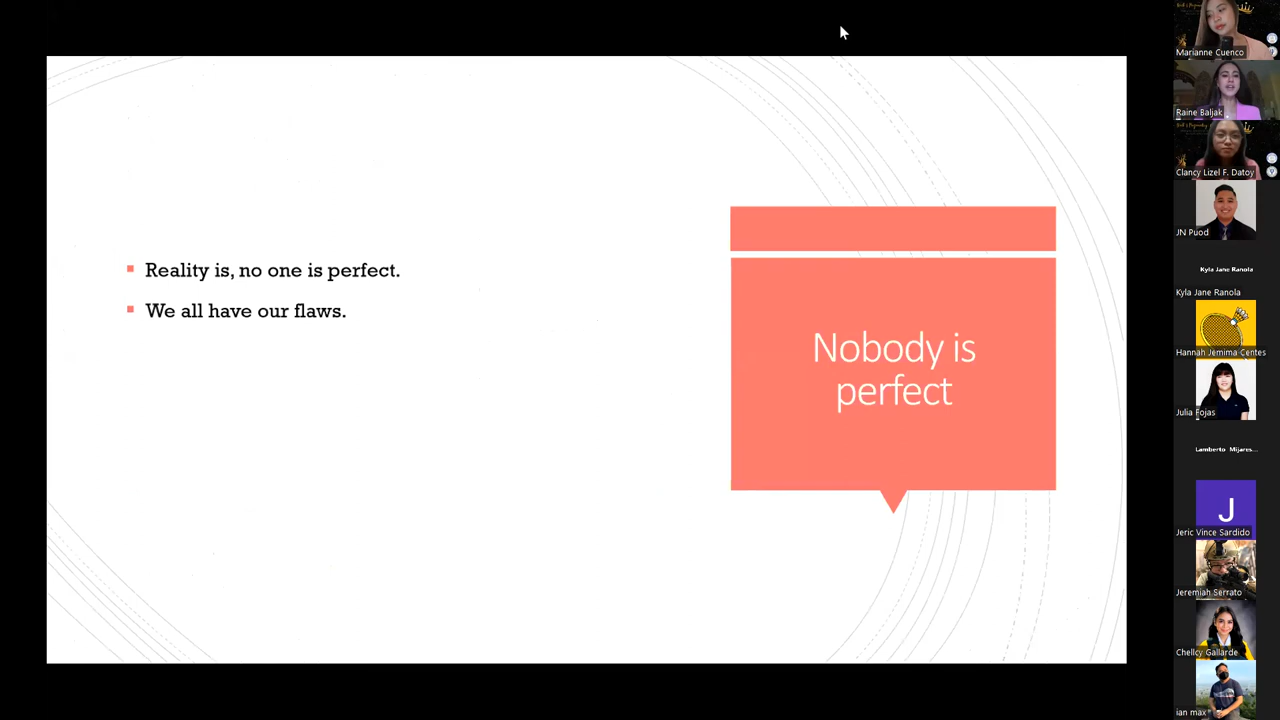 Reality is, no one is perfect.
We all have our flaws.
Nobody is
perfect
Marianne Cuenco
Raine Baljak
Clancy Lizel F. Datoy
JN Puod
Kyla Jane Ranola
Kyla Jane Ranola
Hannah Jemima Centes
Julia Fojas
Lamberto Mijares...
J
Jeric Vince Sardido
Jeremiah Serrato
Chellcy Gallarde
ian max